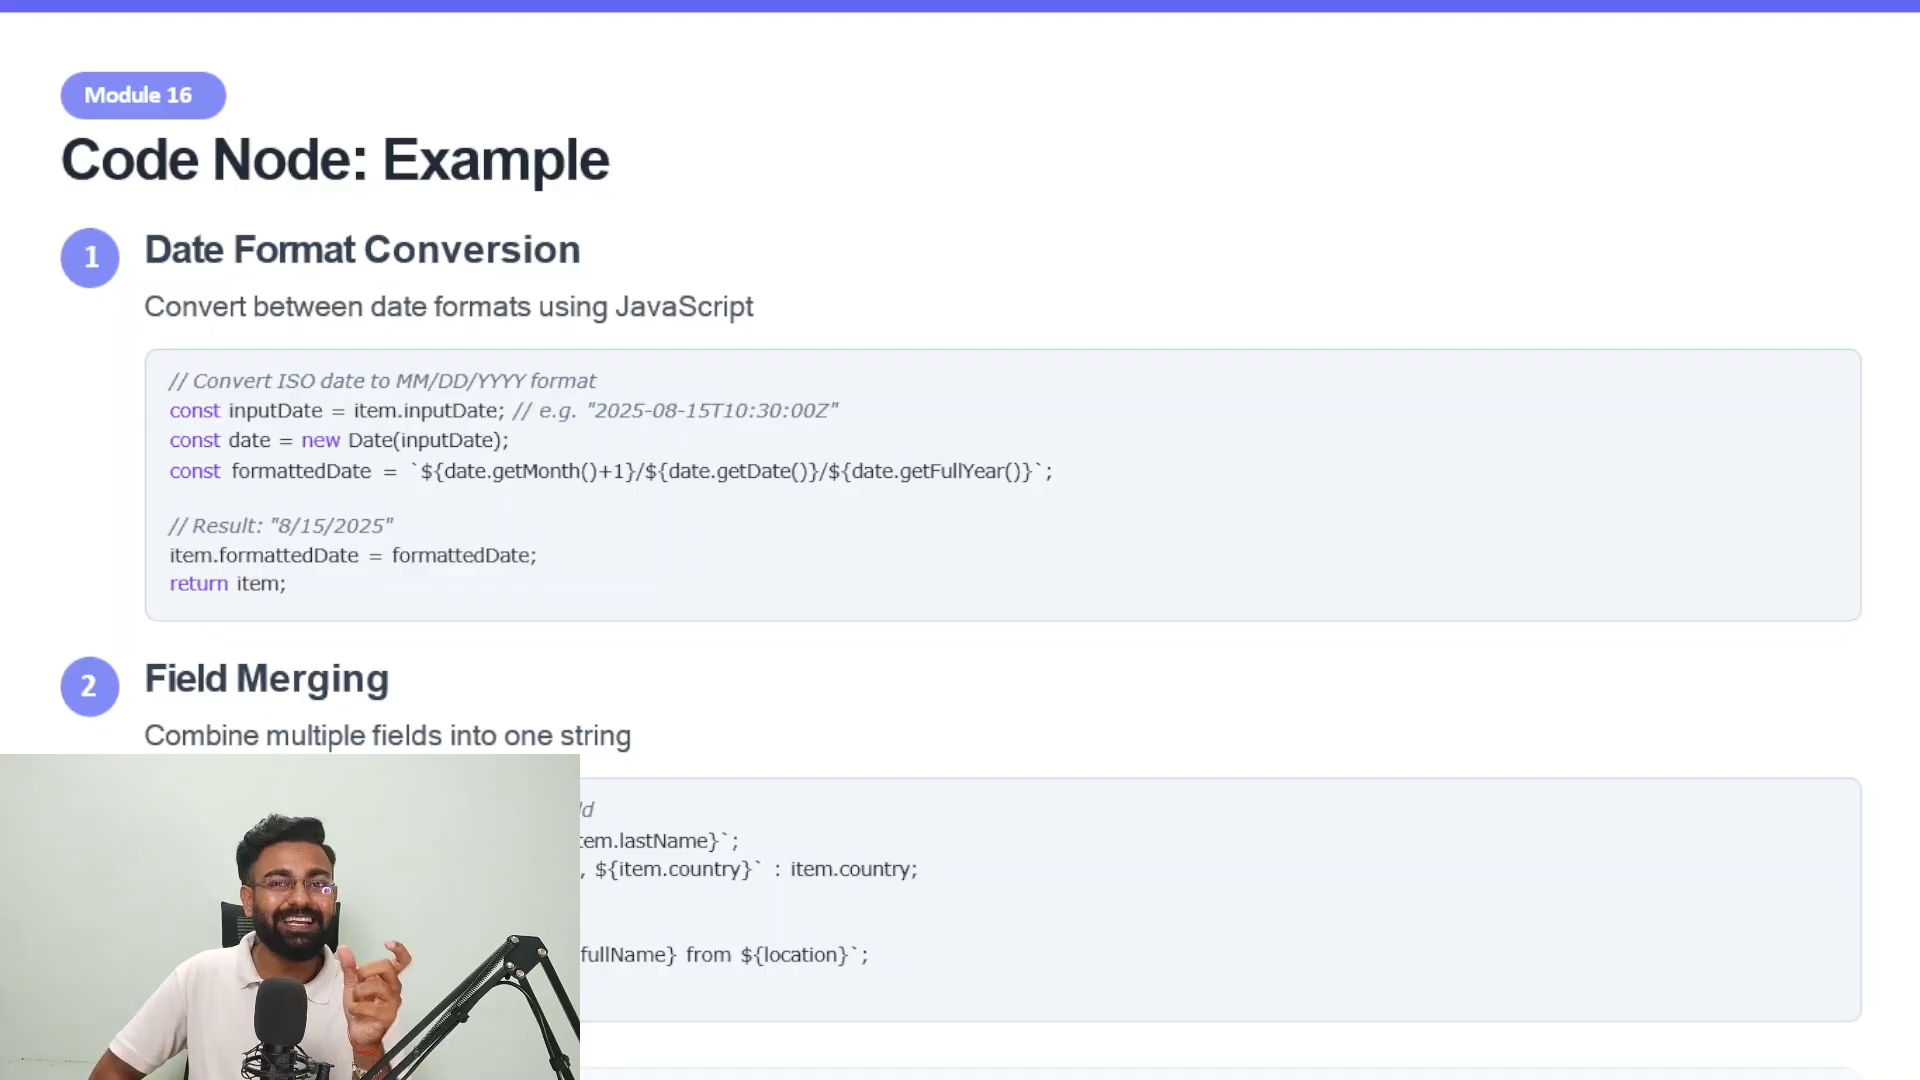 Module 16
Code Node: Example
1
Date Format Conversion
Convert between date formats using JavaScript
// Convert ISO date to MM/DD/YYYY format
const inputDate = item.inputDate; // e.g. "2025-08-15T10:30:00Z"
const date = new Date(inputDate);
const formattedDate = `${date.getMonth()+1}/${date.getDate()}/${date.getFullYear()}`;
// Result: "8/15/2025"
item.formattedDate = formattedDate;
return item;
2
Field Merging
Combine multiple fields into one string
ld
tem.lastName}`;
, ${item.country}` : item.country;
fullName} from ${location}`;